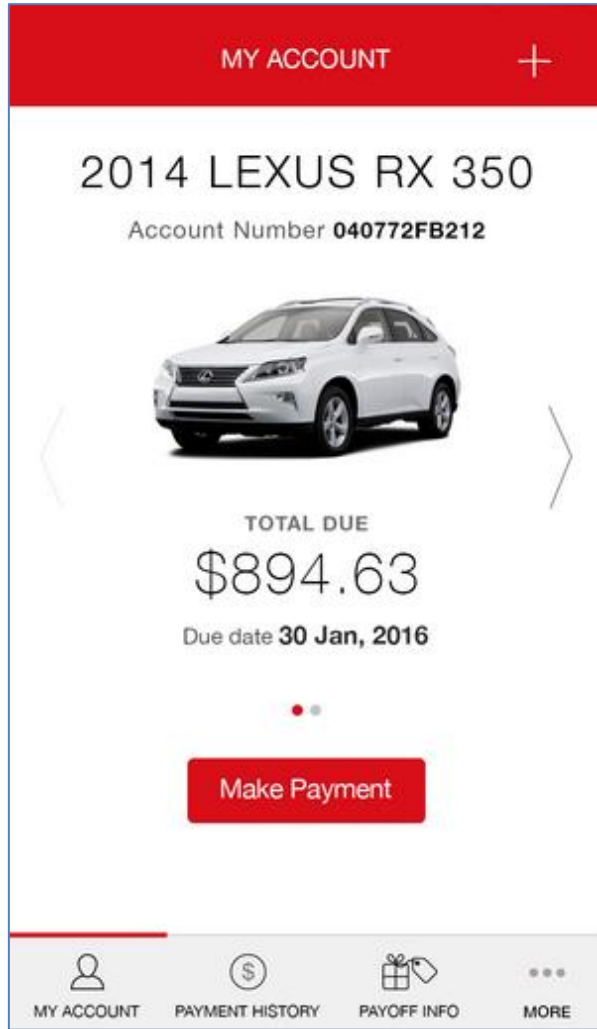 MY ACCOUNT +
2014 LEXUS RX 350
Account Number 040772FB212
TOTAL DUE
$894.63
Due date 30 Jan, 2016
Make Payment
$
MY ACCOUNT PAYMENT HISTORY PAYOFF INFO MORE